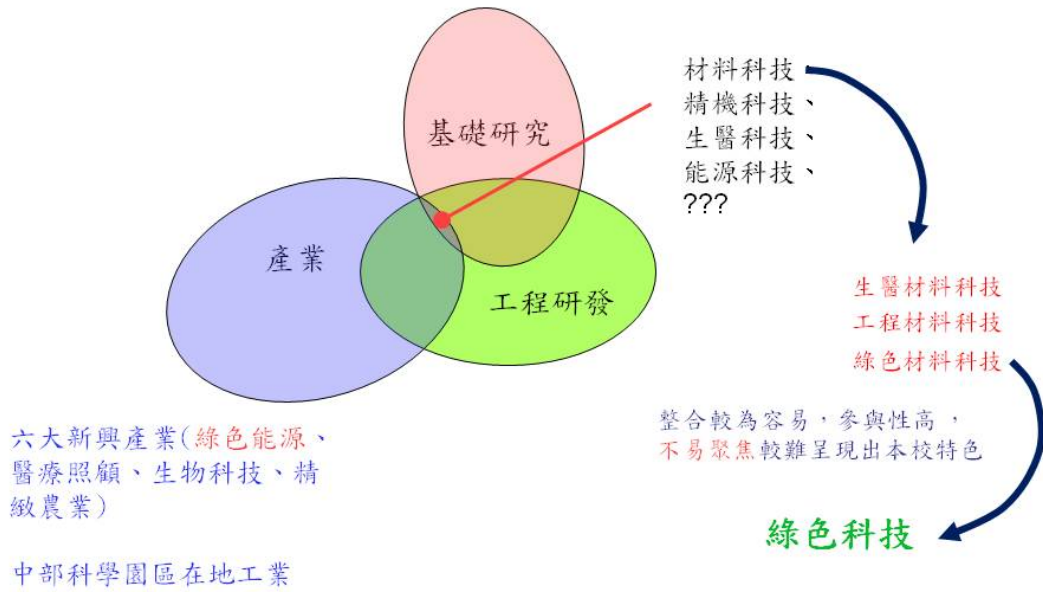 基礎研究
產業
工程研發
材料科技
精機科技、
生醫科技、
能源科技、
???
生醫材料科技
工程材料科技
綠色材料科技
整合較為容易，參與性高，
不易聚焦較難呈現出本校特色
綠色科技
六大新興產業(綠色能源、
醫療照顧、生物科技、精
緻農業)
中部科學園區在地工業